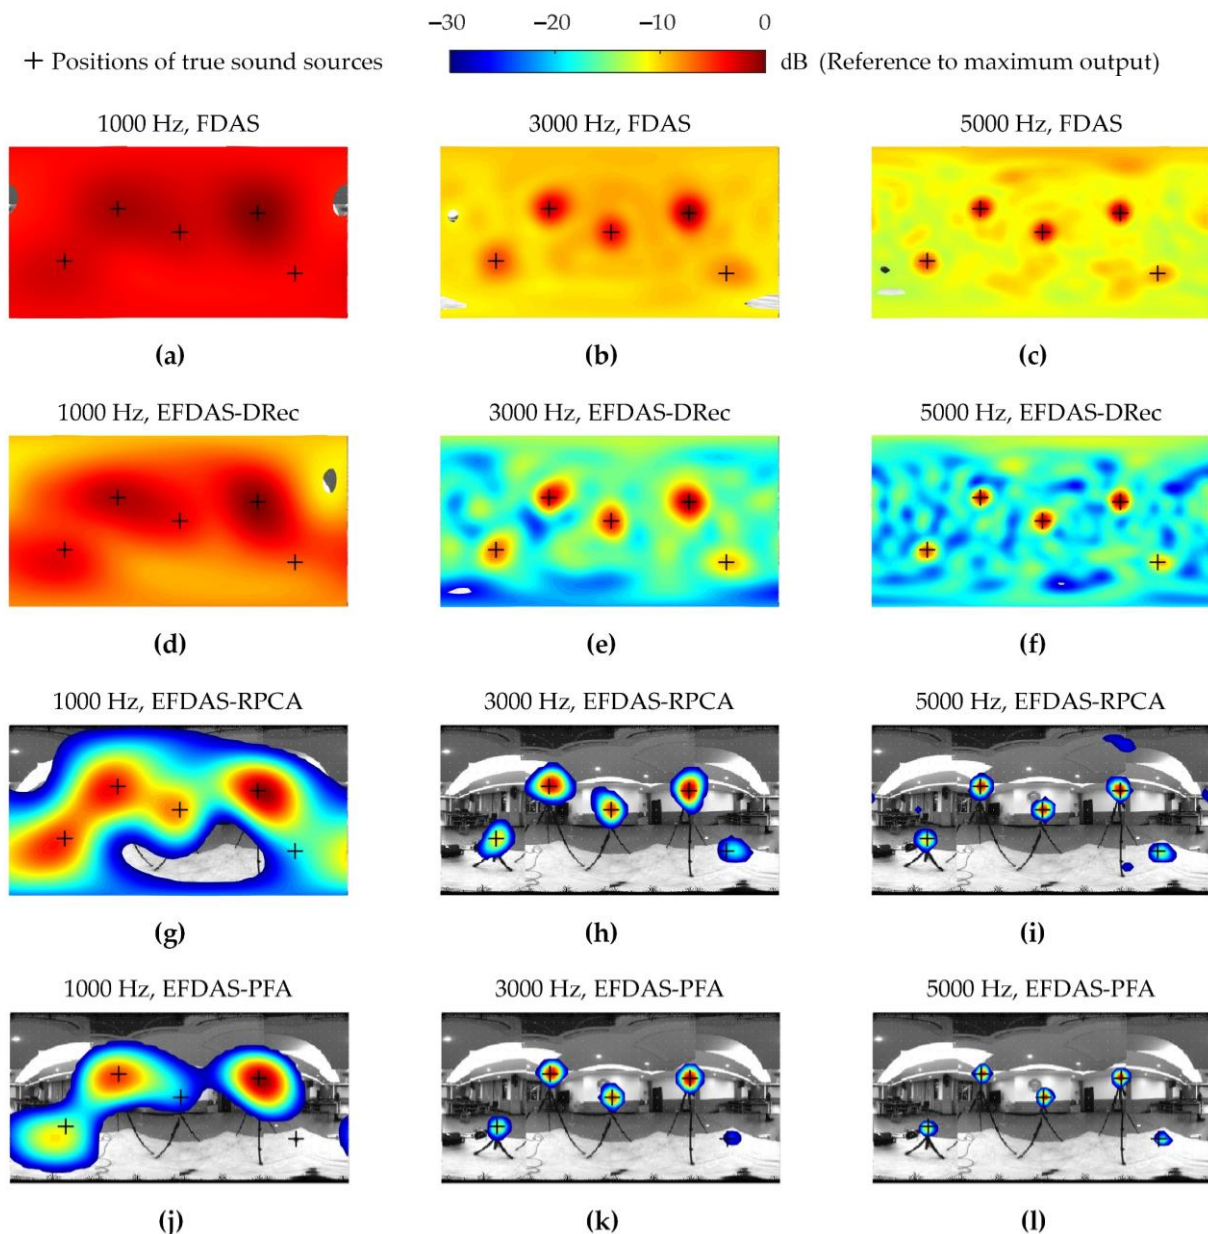 −30 −20 −10 0
+ Positions of true sound sources
dB (Reference to maximum output)
1000 Hz, FDAS
3000 Hz, FDAS
5000 Hz, FDAS
(a)
(b)
(c)
1000 Hz, EFDAS-DRec
3000 Hz, EFDAS-DRec
5000 Hz, EFDAS-DRec
(d)
(e)
(f)
1000 Hz, EFDAS-RPCA
3000 Hz, EFDAS-RPCA
5000 Hz, EFDAS-RPCA
(g)
(h)
(i)
1000 Hz, EFDAS-PFA
3000 Hz, EFDAS-PFA
5000 Hz, EFDAS-PFA
(j)
(k)
(l)